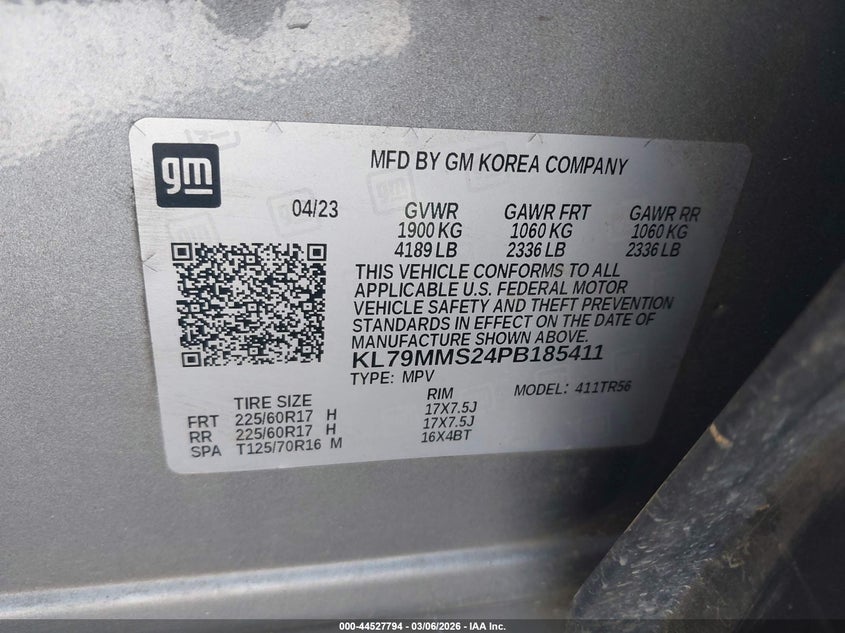 gm
MFD BY GM KOREA COMPANY
04/23 GVWR GAWR FRT GAWR RR
1900 KG 1060 KG 1060 KG
4189 LB 2336 LB 2336 LB
THIS VEHICLE CONFORMS TO ALL
APPLICABLE U.S. FEDERAL MOTOR
VEHICLE SAFETY AND THEFT PREVENTION
STANDARDS IN EFFECT ON THE DATE OF
MANUFACTURE SHOWN ABOVE.
KL79MMS24PB185411
TYPE: MPV MODEL: 411TR56
TIRE SIZE RIM
FRT 225/60R17 H 17X7.5J
RR 225/60R17 H 17X7.5J
SPA T125/70R16 M 16X4BT
000-44527794 - 03/06/2026 - IAA Inc.